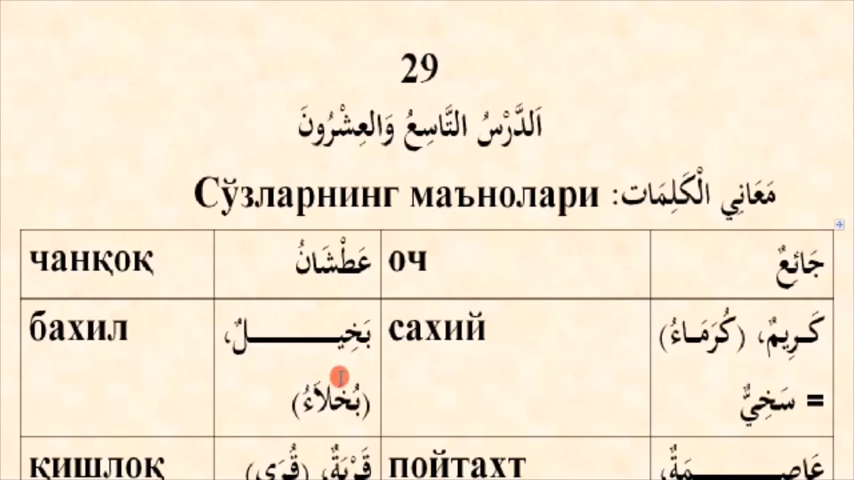 29
اَلدَّرْسُ التَّاسِعُ وَالعِشْرُونَ
مَعَانِي الْكَلِمَات: Сўзларнинг маънолари
جَائِعٌ оч عَطْشَانُ чанқоқ
كَرِيمٌ، (كُرَمَاءُ) сахий بَخِيلٌ، бахил
= سَخِيٌّ (بُخَلاَءُ)
عَاصِمَةٌ، пойтахт قَرْيَةٌ، (قُرًى) қишлоқ